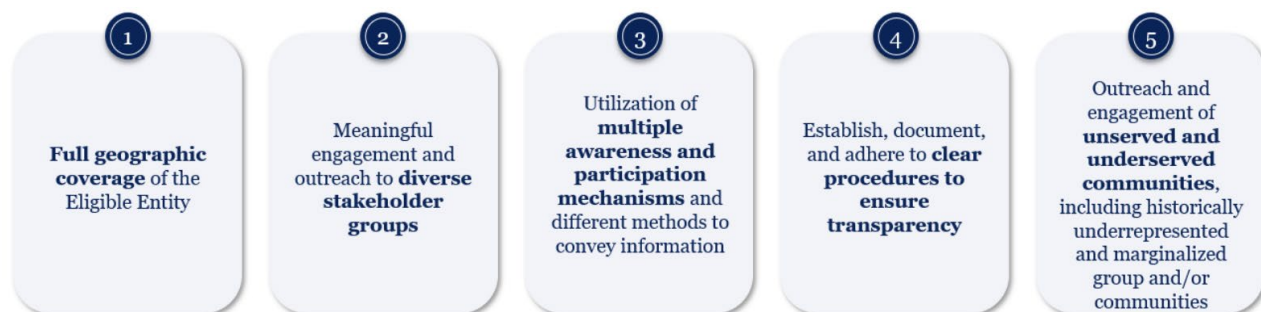 1
Full geographic
coverage of the
Eligible Entity
2
Meaningful
engagement and
outreach to diverse
stakeholder
groups
3
Utilization of
multiple
awareness and
participation
mechanisms and
different methods to
convey information
4
Establish, document,
and adhere to clear
procedures to
ensure
transparency
5
Outreach and
engagement of
unserved and
underserved
communities,
including historically
underrepresented
and marginalized
group and/or
communities